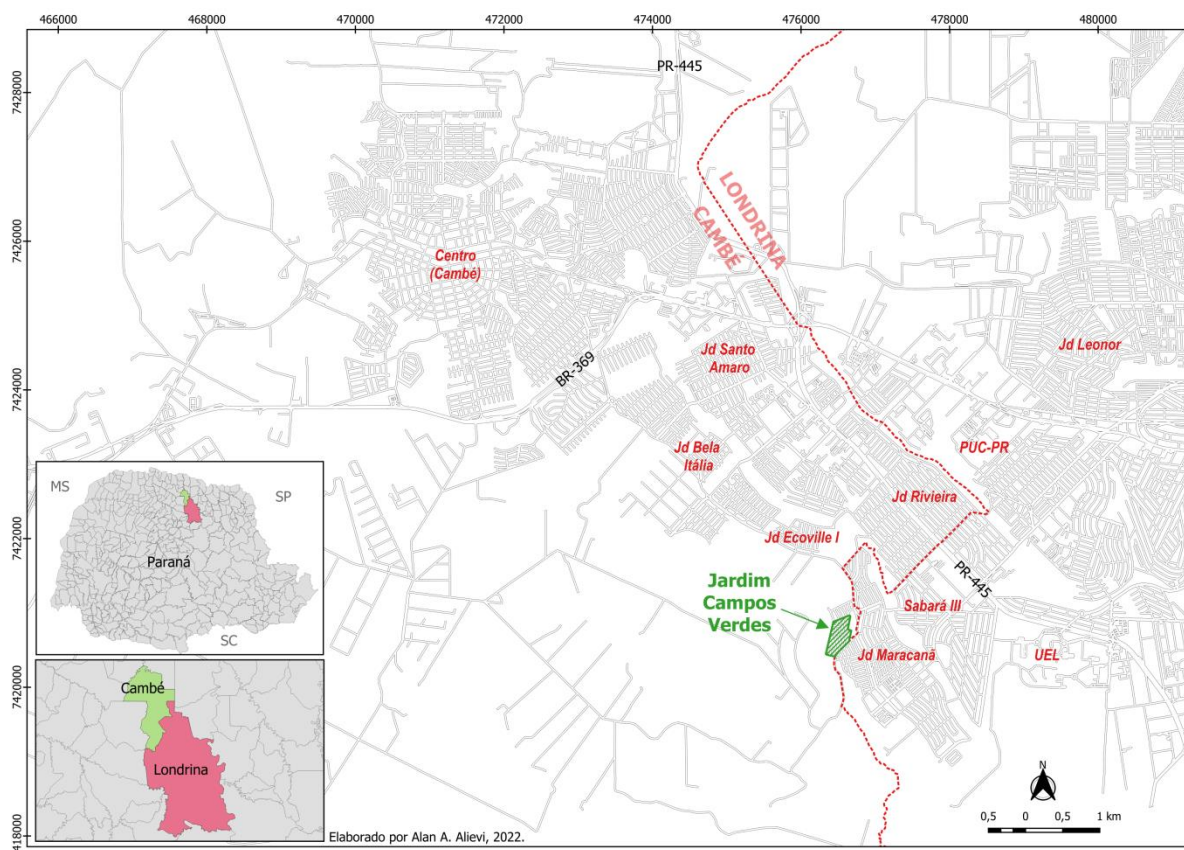 466000
468000
470000
472000
474000
476000
478000
480000
7428000
7426000
7424000
7422000
7420000
7418000
PR-445
LONDRINA
CAMBÉ
Centro
(Cambé)
Jd Santo
Amaro
Jd Leonor
BR-369
Jd Bela
Itália
PUC-PR
Jd Rivieira
Jd Ecoville I
PR-445
Jardim
Campos
Verdes
Sabará III
Jd Maracanã
UEL
MS
SP
Paraná
SC
Cambé
Londrina
N
0,5 0 0,5 1 km
Elaborado por Alan A. Alievi, 2022.